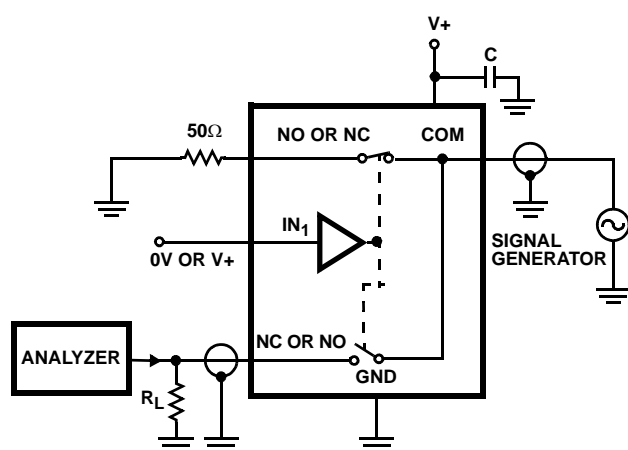 V+
C
50Ω
NO OR NC
COM
IN1
0V OR V+
SIGNAL
GENERATOR
NC OR NO
ANALYZER
GND
RL